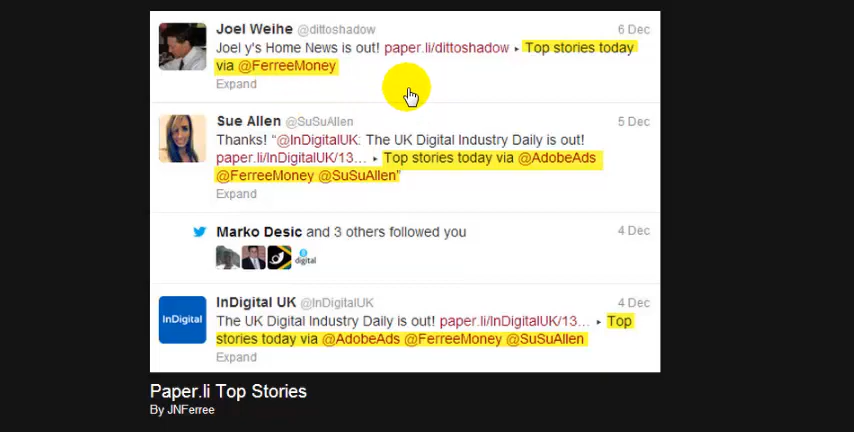 Joel Weihe @dittoshadow 6 Dec
Joel y's Home News is out! paper.li/dittoshadow ▸ Top stories today
via @FerreeMoney
Expand
Sue Allen @SuSuAllen 5 Dec
Thanks! “@InDigitalUK: The UK Digital Industry Daily is out!
paper.li/InDigitalUK/13... ▸ Top stories today via @AdobeAds
@FerreeMoney @SuSuAllen”
Expand
Marko Desic and 3 others followed you 4 Dec
digital
InDigital
InDigital UK @InDigitalUK 4 Dec
The UK Digital Industry Daily is out! paper.li/InDigitalUK/13... ▸ Top
stories today via @AdobeAds @FerreeMoney @SuSuAllen
Expand
Paper.li Top Stories
By JNFerree